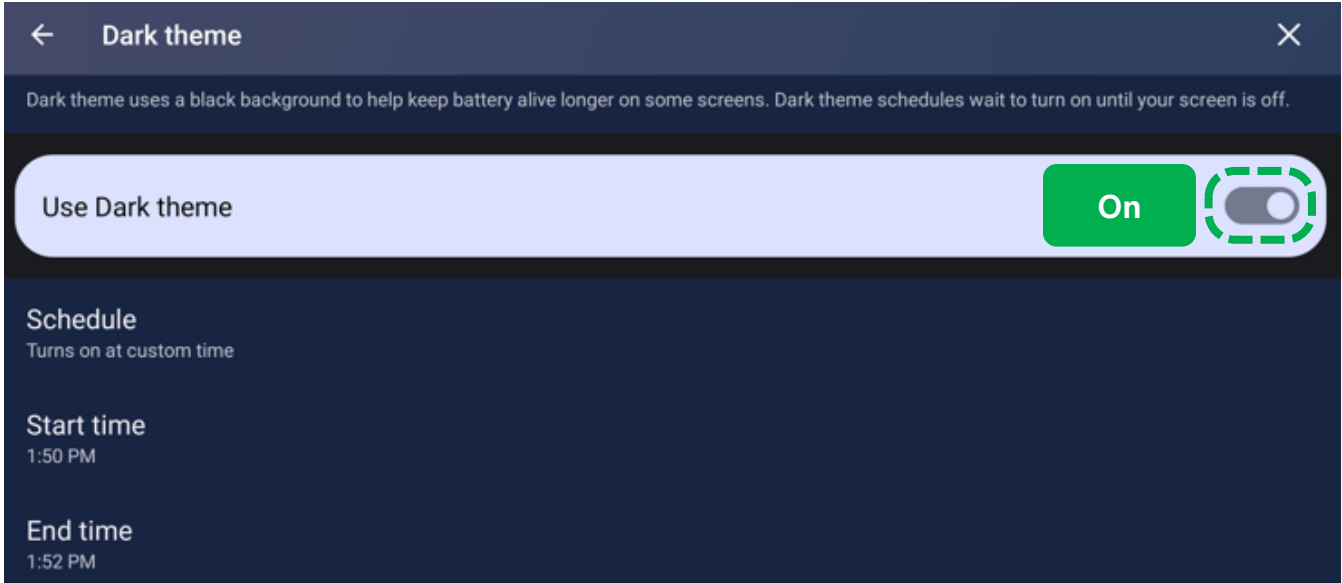 Dark theme
Dark theme uses a black background to help keep battery alive longer on some screens. Dark theme schedules wait to turn on until your screen is off.
Use Dark theme
On
Schedule
Turns on at custom time
Start time
1:50 PM
End time
1:52 PM